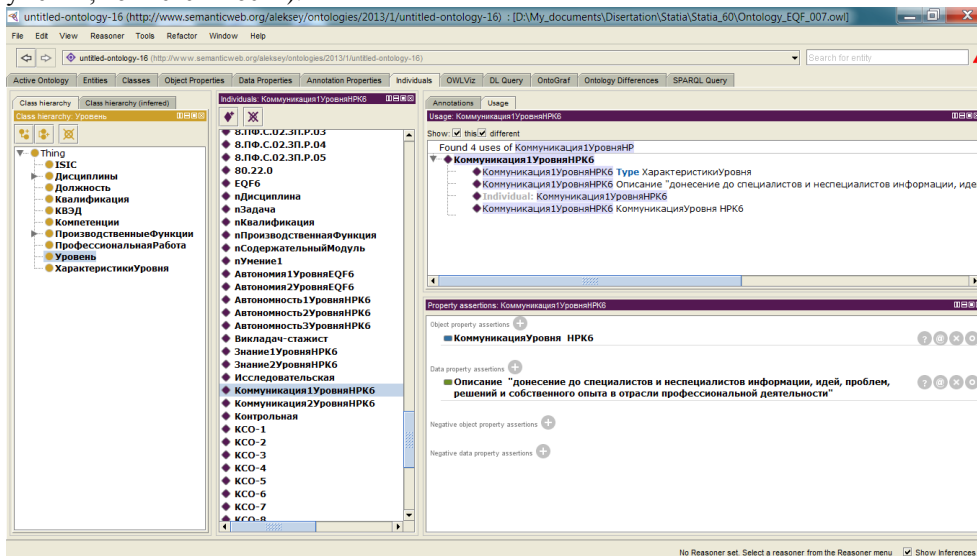 untitled-ontology-16 (http://www.semanticweb.org/aleksey/ontologies/2013/1/untitled-ontology-16) : [D:\My_documents\Disertation\Statia\Statia_60\Ontology_EQF_007.owl]
File Edit View Reasoner Tools Refactor Window Help
untitled-ontology-16 (http://www.semanticweb.org/aleksey/ontologies/2013/1/untitled-ontology-16)
Search for entity
Active Ontology Entities Classes Object Properties Data Properties Annotation Properties Individuals OWLViz DL Query OntoGraf Ontology Differences SPARQL Query
Class hierarchy Class hierarchy (inferred)
Class hierarchy: Уровень
Thing
ISIC
Дисциплины
Должность
Квалификация
КВЭД
Компетенции
ПроизводственныеФункции
ПрофессиональнаяРабота
Уровень
ХарактеристикиУровня
Individuals: Коммуникация1УровняНРК6
8.ПФ.С.02.ЗП.Р.03
8.ПФ.С.02.ЗП.Р.04
8.ПФ.С.02.ЗП.Р.05
80.22.0
EQF6
nДисциплина
nЗадача
nКвалификация
nПроизводственнаяФункция
nСодержательныйМодуль
nУмение1
Автономия1УровняEQF6
Автономия2УровняEQF6
Автономность1УровняНРК6
Автономность2УровняНРК6
Автономность3УровняНРК6
Викладач-стажист
Знание1УровняНРК6
Знание2УровняНРК6
Исследовательская
Коммуникация1УровняНРК6
Коммуникация2УровняНРК6
Контрольная
КСО-1
КСО-2
КСО-3
КСО-4
КСО-5
КСО-6
КСО-7
КСО-8
Annotations Usage
Usage: Коммуникация1УровняНРК6
Show: this different
Found 4 uses of Коммуникация1УровняНР
Коммуникация1УровняНРК6
Коммуникация1УровняНРК6 Type ХарактеристикиУровня
Коммуникация1УровняНРК6 Описание "донесение до специалистов и неспециалистов информации, иде
Individual: Коммуникация1УровняНРК6
Коммуникация1УровняНРК6 КоммуникацияУровня НРК6
Property assertions: Коммуникация1УровняНРК6
Object property assertions
КоммуникацияУровня НРК6
Data property assertions
Описание "донесение до специалистов и неспециалистов информации, идей, проблем,
решений и собственного опыта в отрасли профессиональной деятельности"
Negative object property assertions
Negative data property assertions
No Reasoner set. Select a reasoner from the Reasoner menu Show Inferences